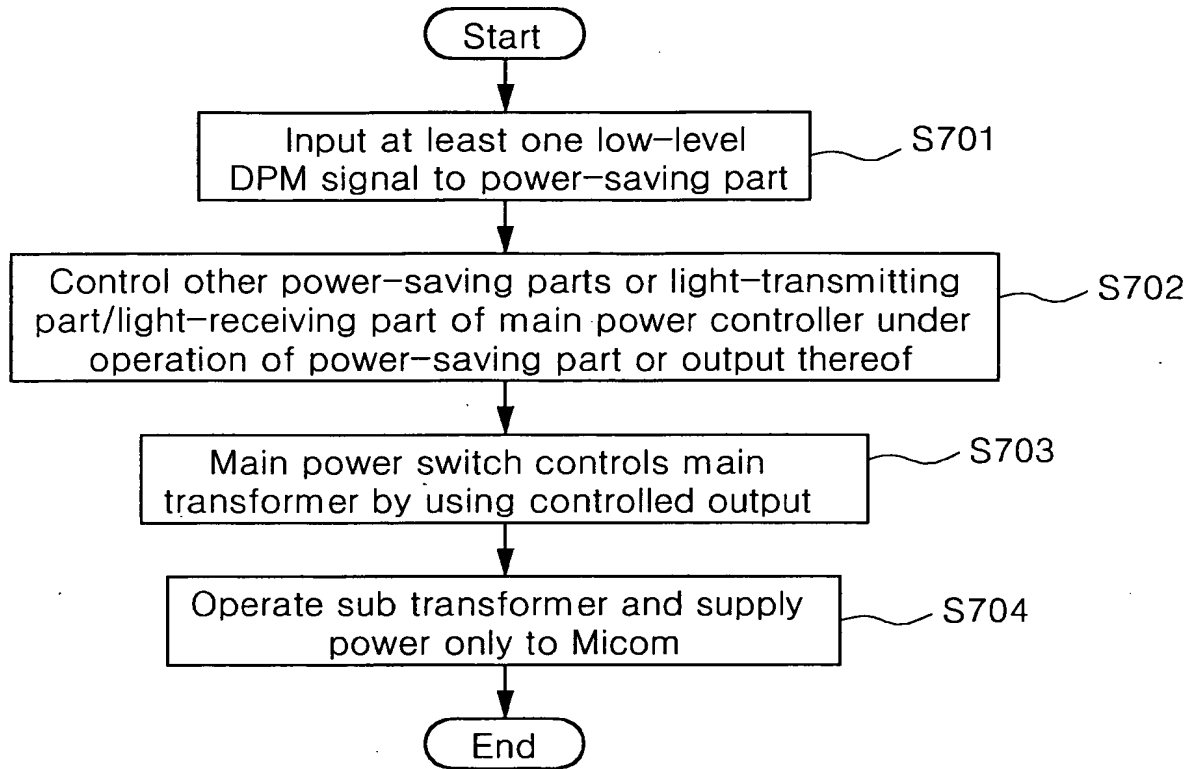 Start
Input at least one low-level
DPM signal to power-saving part
S701
Control other power-saving parts or light-transmitting
part/light-receiving part of main power controller under
operation of power-saving part or output thereof
S702
Main power switch controls main
transformer by using controlled output
S703
Operate sub transformer and supply
power only to Micom
S704
End